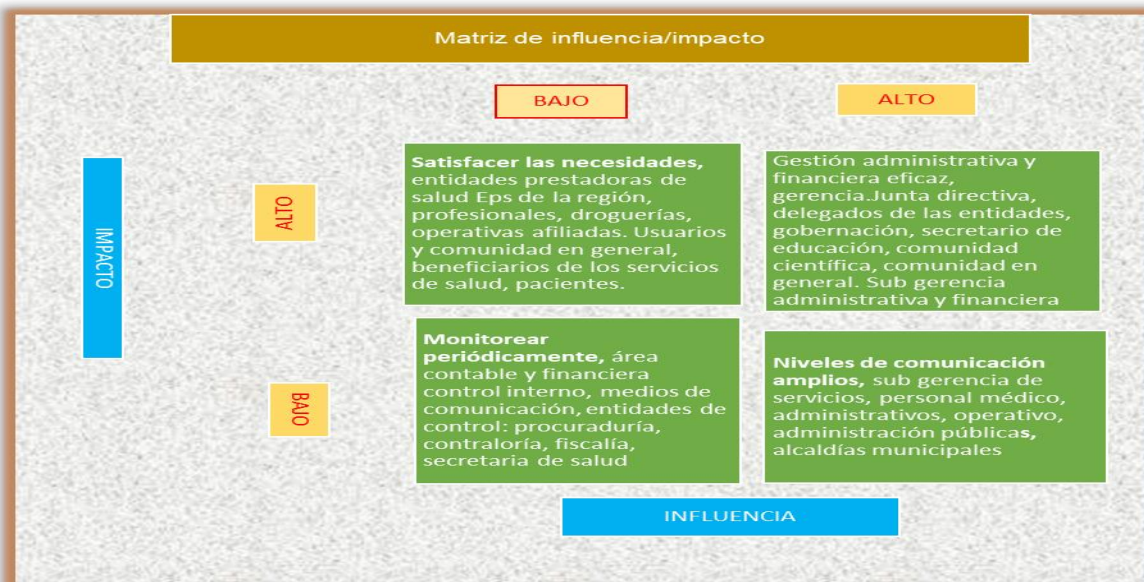 Matriz de influencia/impacto
BAJO
ALTO
IMPACTO
ALTO
Satisfacer las necesidades,
entidades prestadoras de
salud Eps de la región,
profesionales, droguerías,
operativas afiliadas. Usuarios
y comunidad en general,
beneficiarios de los servicios
de salud, pacientes.
Gestión administrativa y
financiera eficaz,
gerencia.Junta directiva,
delegados de las entidades,
gobernación, secretario de
educación, comunidad
científica, comunidad en
general. Sub gerencia
administrativa y financiera
BAJO
Monitorear
periódicamente, área
contable y financiera
control interno, medios de
comunicación, entidades de
control: procuraduría,
contraloría, fiscalía,
secretaria de salud
Niveles de comunicación
amplios, sub gerencia de
servicios, personal médico,
administrativos, operativo,
administración públicas,
alcaldías municipales
INFLUENCIA